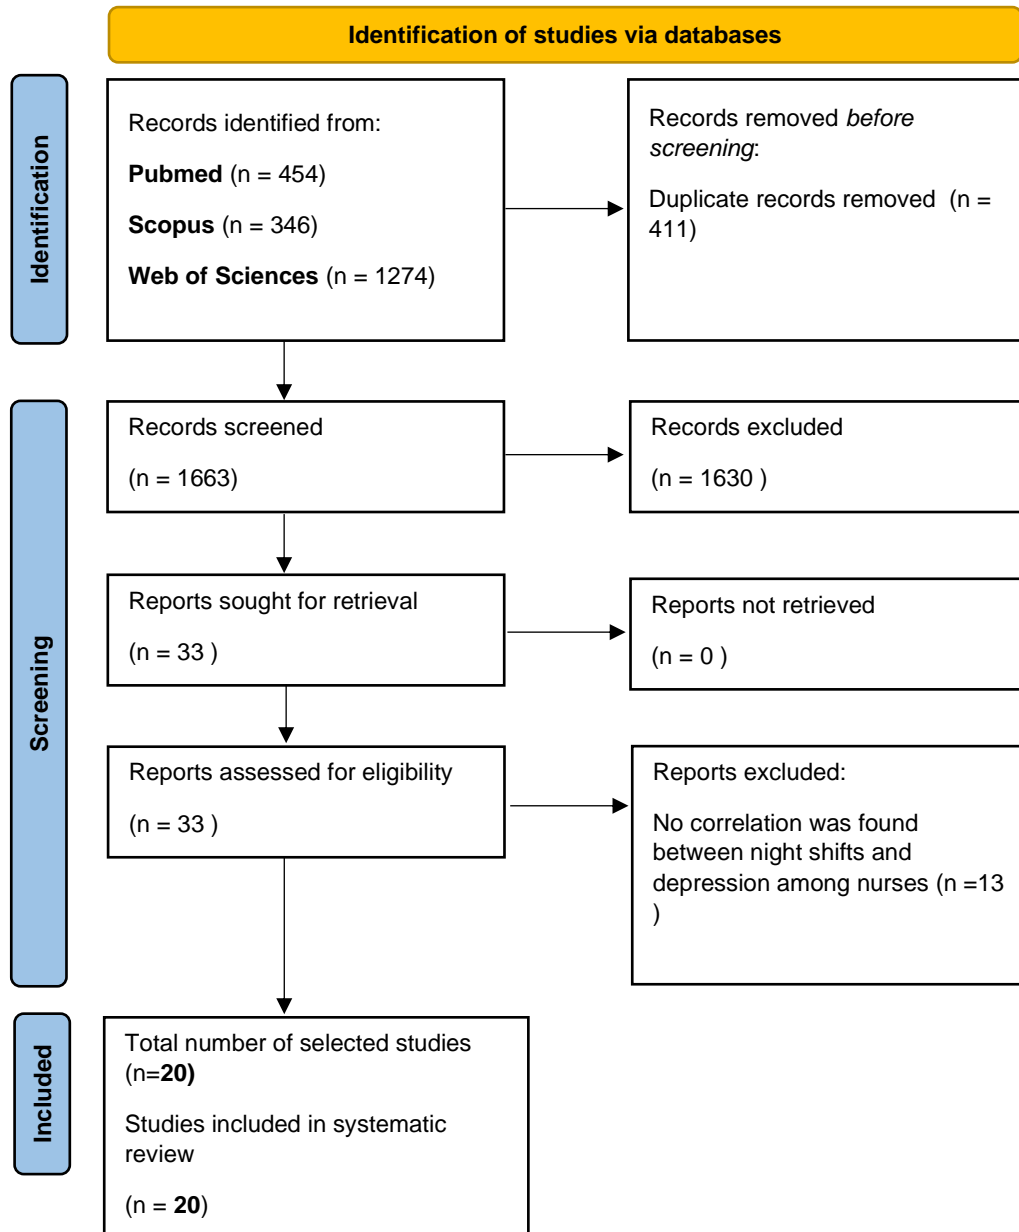 Identification of studies via databases
Identification
Records identified from:
Pubmed (n = 454)
Scopus (n = 346)
Web of Sciences (n = 1274)
Records removed before
screening:
Duplicate records removed  (n =
411)
Screening
Records screened
(n = 1663)
Records excluded
(n = 1630 )
Reports sought for retrieval
(n = 33 )
Reports not retrieved
(n = 0 )
Reports assessed for eligibility
(n = 33 )
Reports excluded:
No correlation was found
between night shifts and
depression among nurses (n =13
)
Included
Total number of selected studies
(n=20)
Studies included in systematic
review
(n = 20)